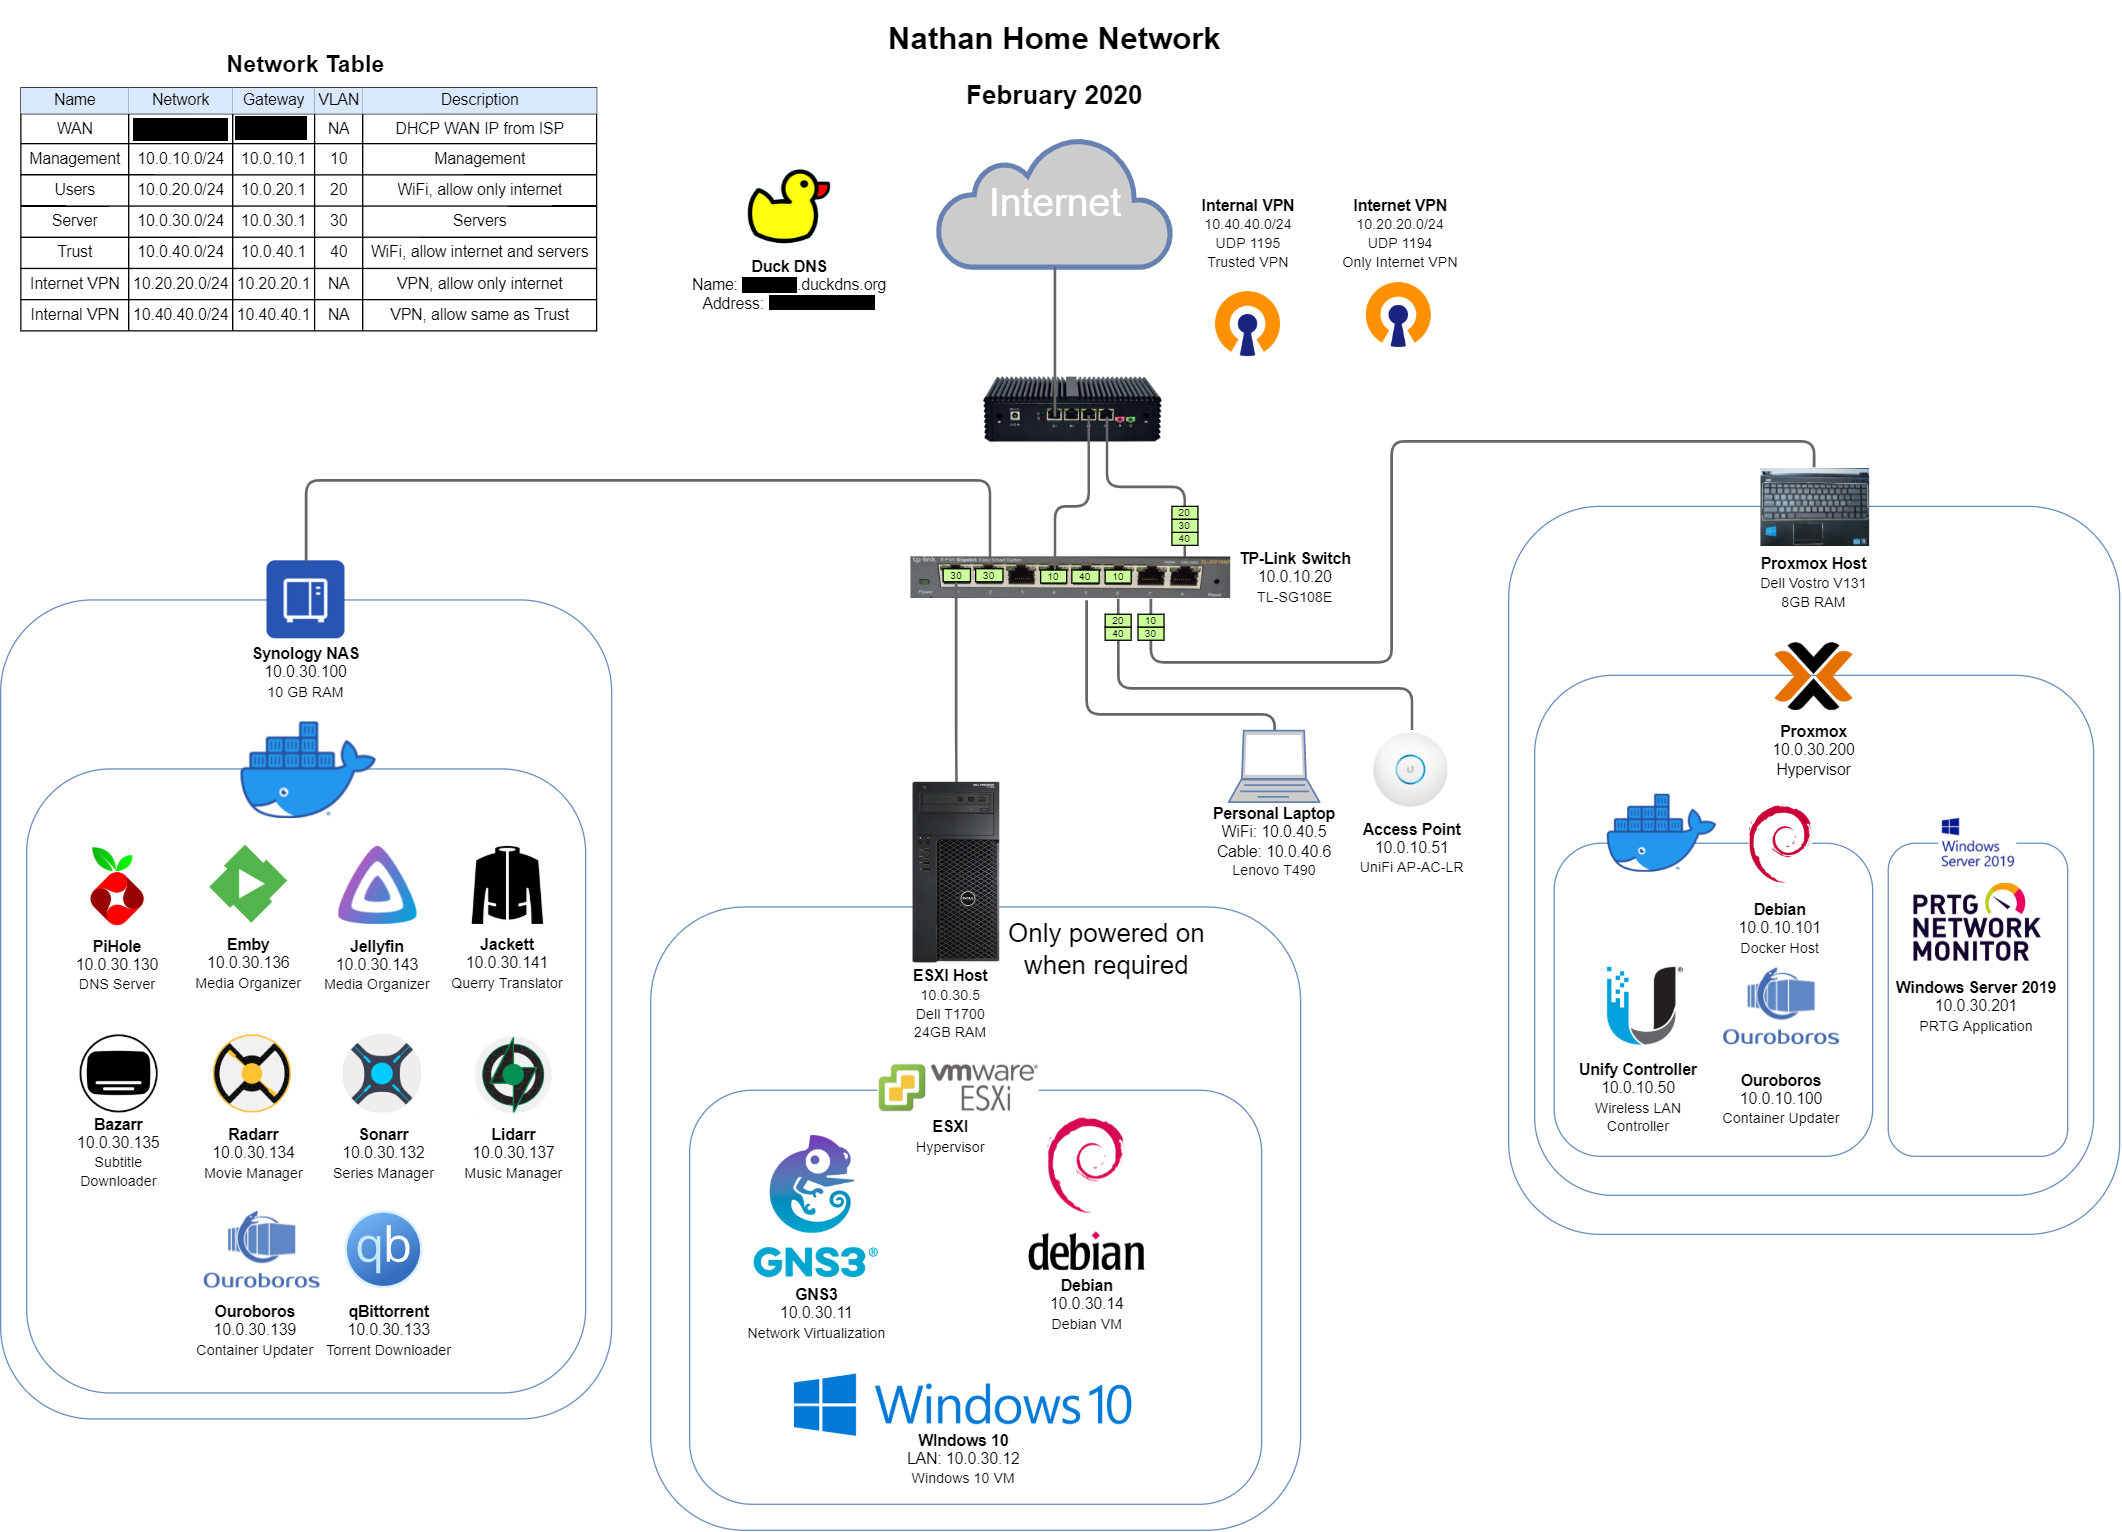 Nathan Home Network
February 2020
Network Table
Name Network Gateway VLAN Description
WAN NA DHCP WAN IP from ISP
Management 10.0.10.0/24 10.0.10.1 10 Management
Users 10.0.20.0/24 10.0.20.1 20 WiFi, allow only internet
Server 10.0.30.0/24 10.0.30.1 30 Servers
Trust 10.0.40.0/24 10.0.40.1 40 WiFi, allow internet and servers
Internet VPN 10.20.20.0/24 10.20.20.1 NA VPN, allow only internet
Internal VPN 10.40.40.0/24 10.40.40.1 NA VPN, allow same as Trust
Duck DNS
Name: .duckdns.org
Address:
Internet
Internal VPN
10.40.40.0/24
UDP 1195
Trusted VPN
Internet VPN
10.20.20.0/24
UDP 1194
Only Internet VPN
20
30
40
tp-link
30 30 10 40 10
Power 1 2 3 4 5 6 7 8 Reset
TP-Link Switch
10.0.10.20
TL-SG108E
20
40
10
30
Synology NAS
10.0.30.100
10 GB RAM
PiHole
10.0.30.130
DNS Server
Emby
10.0.30.136
Media Organizer
Jellyfin
10.0.30.143
Media Organizer
Jackett
10.0.30.141
Querry Translator
Bazarr
10.0.30.135
Subtitle
Downloader
Radarr
10.0.30.134
Movie Manager
Sonarr
10.0.30.132
Series Manager
Lidarr
10.0.30.137
Music Manager
Ouroboros
Ouroboros
10.0.30.139
Container Updater
qb
qBittorrent
10.0.30.133
Torrent Downloader
DELL
Only powered on
when required
ESXI Host
10.0.30.5
Dell T1700
24GB RAM
vmware®
ESXi
ESXI
Hypervisor
GNS3®
GNS3
10.0.30.11
Network Virtualization
debian
Debian
10.0.30.14
Debian VM
Windows 10
WIndows 10
LAN: 10.0.30.12
Windows 10 VM
Personal Laptop
WiFi: 10.0.40.5
Cable: 10.0.40.6
Lenovo T490
Access Point
10.0.10.51
UniFi AP-AC-LR
Proxmox Host
Dell Vostro V131
8GB RAM
Proxmox
10.0.30.200
Hypervisor
Debian
10.0.10.101
Docker Host
Unify Controller
10.0.10.50
Wireless LAN
Controller
Ouroboros
Ouroboros
10.0.10.100
Container Updater
Windows
Server 2019
PRTG
NETWORK
MONITOR
Windows Server 2019
10.0.30.201
PRTG Application